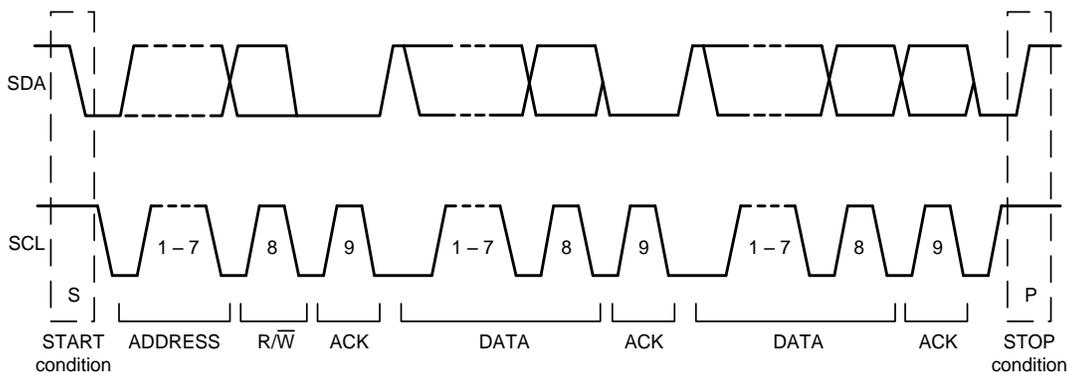 SDA
SCL
1 – 7 8 9 1 – 7 8 9 1 – 7 8 9
S P
START condition ADDRESS R/W̅ ACK DATA ACK DATA ACK STOP condition